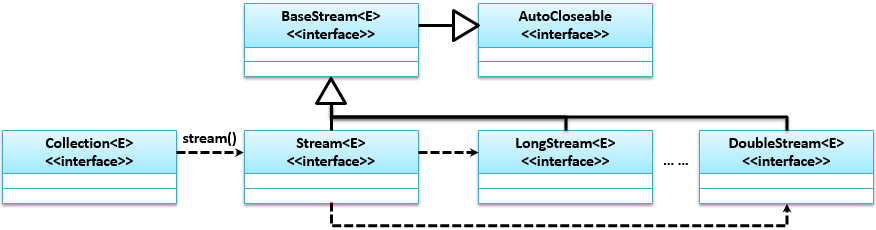 BaseStream<E>
<<interface>>
AutoCloseable
<<interface>>
Collection<E>
<<interface>>
stream()
Stream<E>
<<interface>>
LongStream<E>
<<interface>>
... ...
DoubleStream<E>
<<interface>>